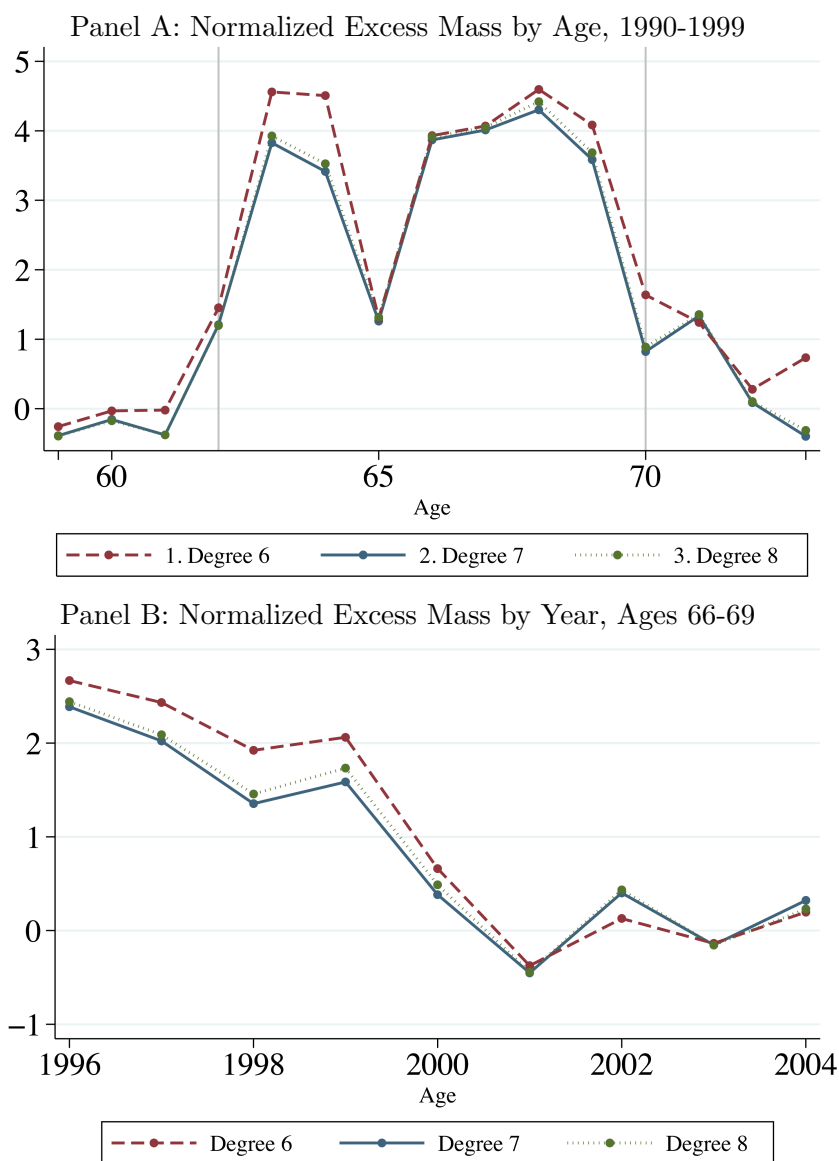 Panel A: Normalized Excess Mass by Age, 1990-1999
5
4
3
2
1
0
60 65 70
Age
1. Degree 6 2. Degree 7 3. Degree 8
Panel B: Normalized Excess Mass by Year, Ages 66-69
3
2
1
0
−1
1996 1998 2000 2002 2004
Age
Degree 6 Degree 7 Degree 8